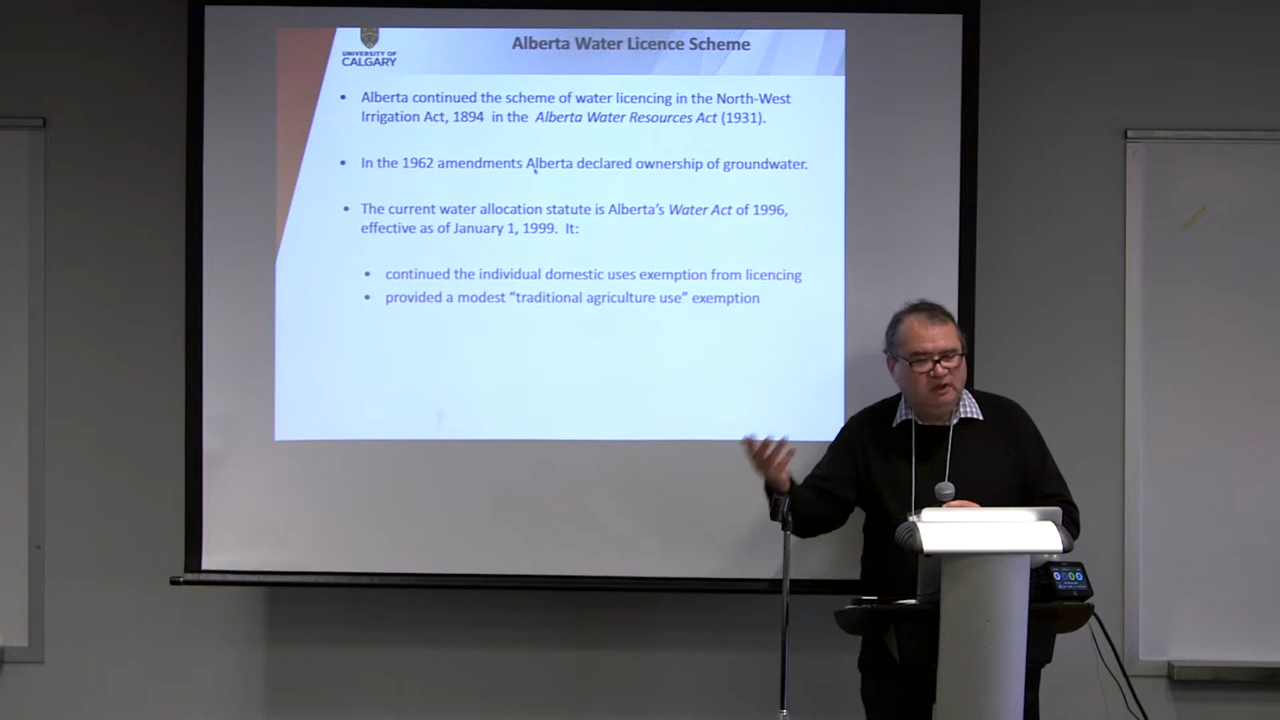 UNIVERSITY OF
CALGARY
Alberta Water Licence Scheme
• Alberta continued the scheme of water licencing in the North-West
Irrigation Act, 1894 in the Alberta Water Resources Act (1931).
• In the 1962 amendments Alberta declared ownership of groundwater.
• The current water allocation statute is Alberta's Water Act of 1996,
effective as of January 1, 1999. It:
• continued the individual domestic uses exemption from licencing
• provided a modest “traditional agriculture use” exemption